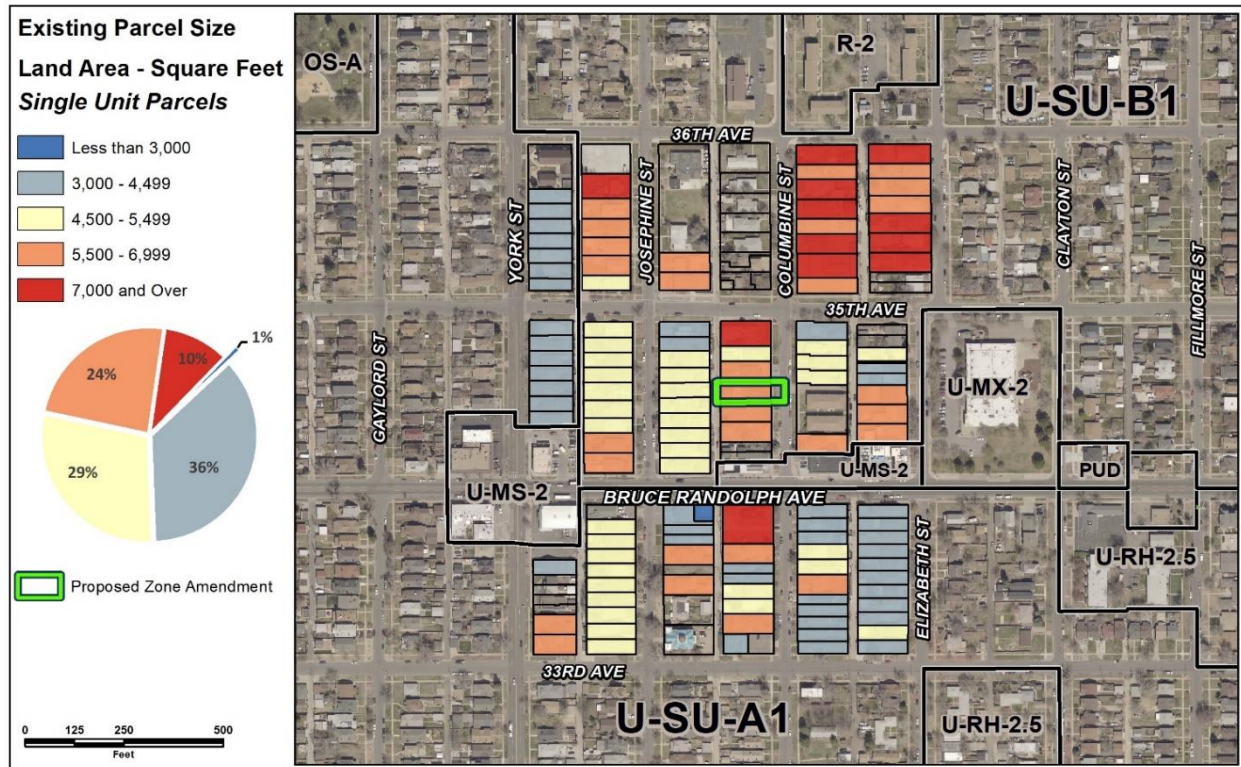 Existing Parcel Size
Land Area - Square Feet
Single Unit Parcels
Less than 3,000
3,000 - 4,499
4,500 - 5,499
5,500 - 6,999
7,000 and Over
1%
10%
24%
36%
29%
Proposed Zone Amendment
0 125 250 500
Feet
OS-A
R-2
U-SU-B1
36TH AVE
YORK ST
JOSEPHINE ST
COLUMBINE ST
CLAYTON ST
35TH AVE
GAYLORD ST
FILLMORE ST
U-MX-2
U-MS-2
U-MS-2
PUD
BRUCE RANDOLPH AVE
U-RH-2.5
ELIZABETH ST
33RD AVE
U-SU-A1
U-RH-2.5